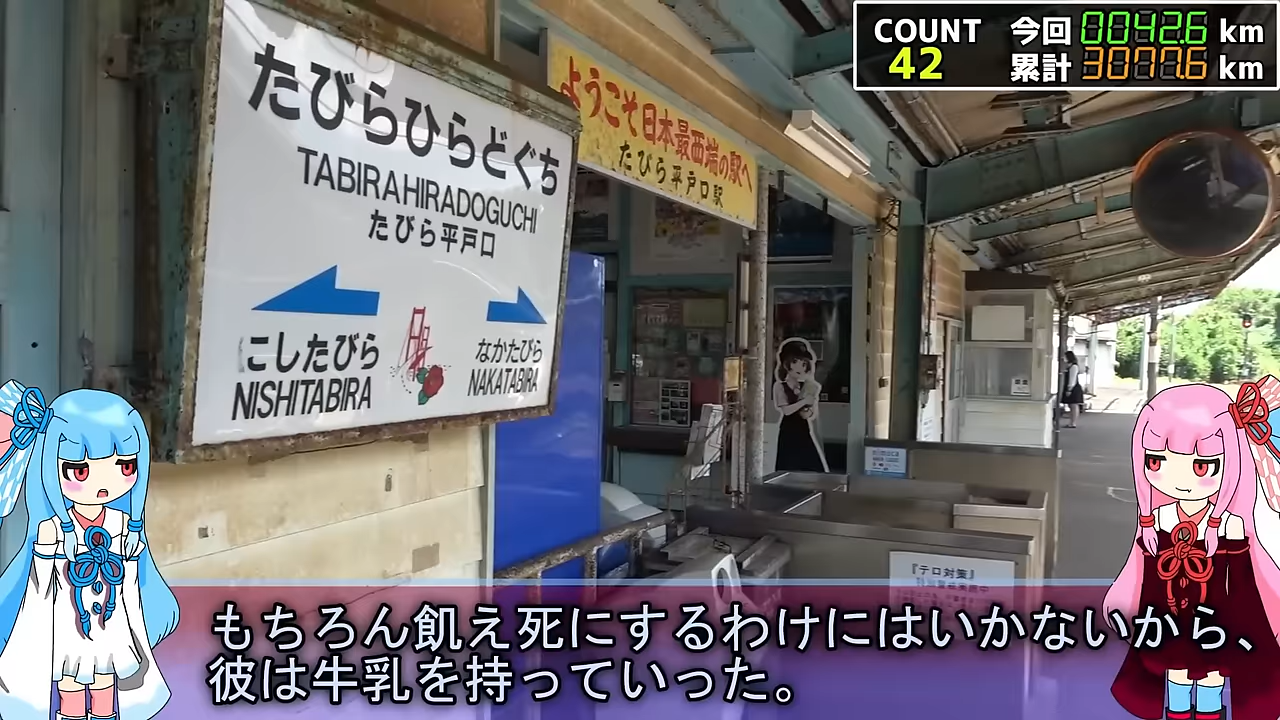 COUNT
42
今回 0042.6 km
累計 3077.6 km
たびらひらどぐち
TABIRAHIRADOGUCHI
たびら平戸口
にしたびら
NISHITABIRA
なかたびら
NAKATABIRA
ようこそ日本最西端の駅へ
たびら平戸口駅
『テロ対策』
もちろん飢え死にするわけにはいかないから、
彼は牛乳を持っていった。